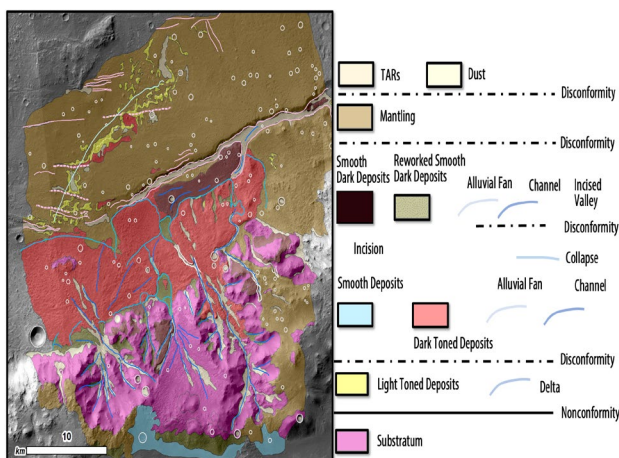 TARs
Dust
Disconformity
Mantling
Disconformity
Smooth
Dark Deposits
Reworked Smooth
Dark Deposits
Alluvial Fan
Channel
Incised
Valley
Disconformity
Incision
Collapse
Smooth Deposits
Alluvial Fan
Channel
Dark Toned Deposits
Disconformity
Light Toned Deposits
Delta
Nonconformity
Substratum
10
km